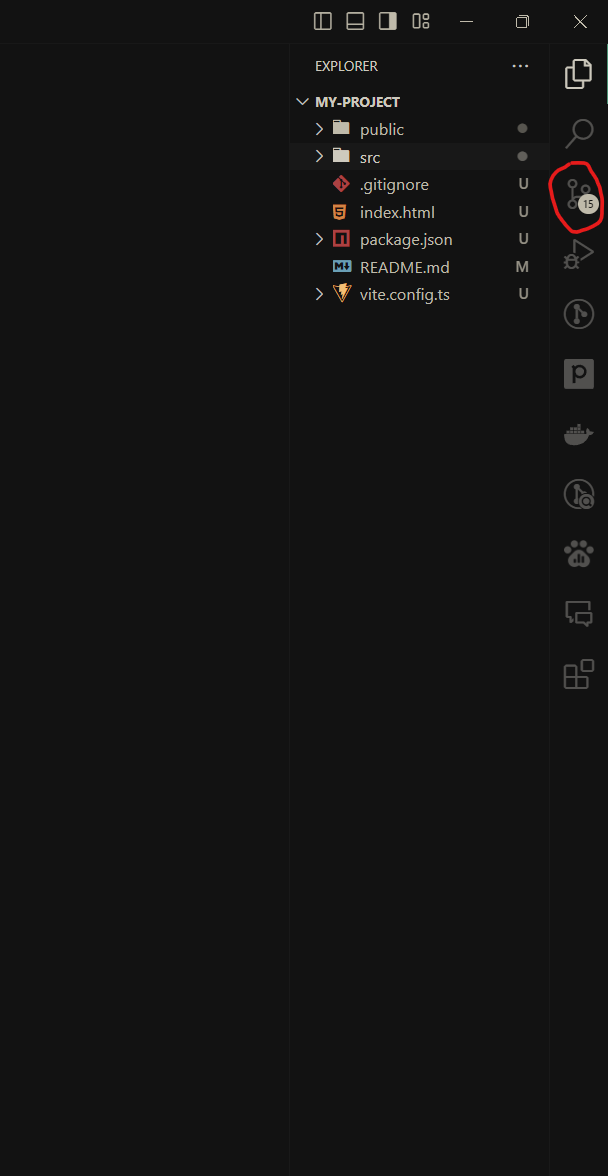 EXPLORER
MY-PROJECT
public
src
.gitignore U
15
index.html U
package.json U
README.md M
vite.config.ts U